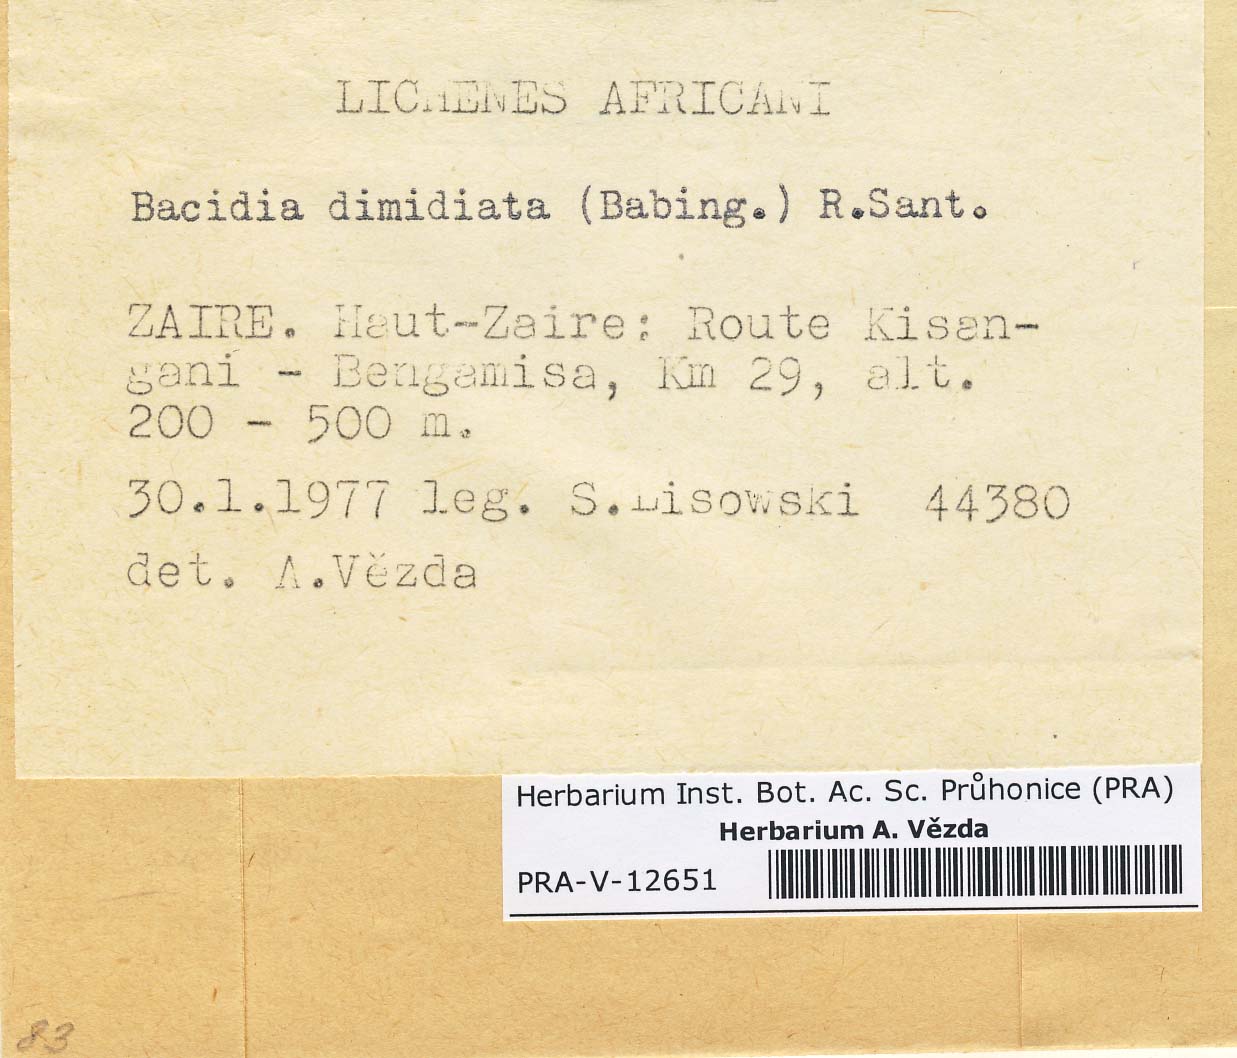 LICHENES AFRICANI
Bacidia dimidiata (Babing.) R.Sant.
ZAIRE. Haut-Zaire: Route Kisan-
gani - Bengamisa, Km 29, alt.
200 - 500 m.
30.1.1977 leg. S.Lisowski 44380
det. A.Vězda
Herbarium Inst. Bot. Ac. Sc. Průhonice (PRA)
Herbarium A. Vězda
PRA-V-12651
83